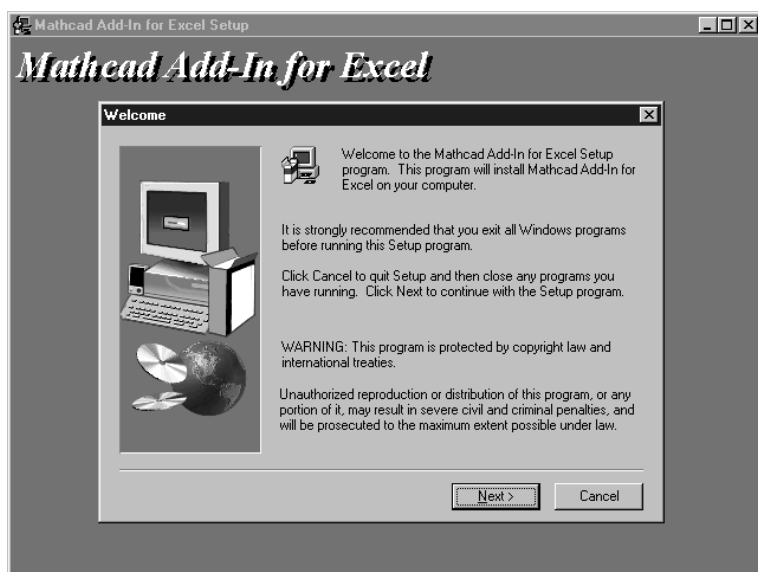 Mathcad Add-In for Excel Setup
Mathcad Add-In for Excel
Welcome
Welcome to the Mathcad Add-In for Excel Setup
program. This program will install Mathcad Add-In for
Excel on your computer.
It is strongly recommended that you exit all Windows programs
before running this Setup program.
Click Cancel to quit Setup and then close any programs you
have running. Click Next to continue with the Setup program.
WARNING: This program is protected by copyright law and
international treaties.
Unauthorized reproduction or distribution of this program, or any
portion of it, may result in severe civil and criminal penalties, and
will be prosecuted to the maximum extent possible under law.
Next >
Cancel